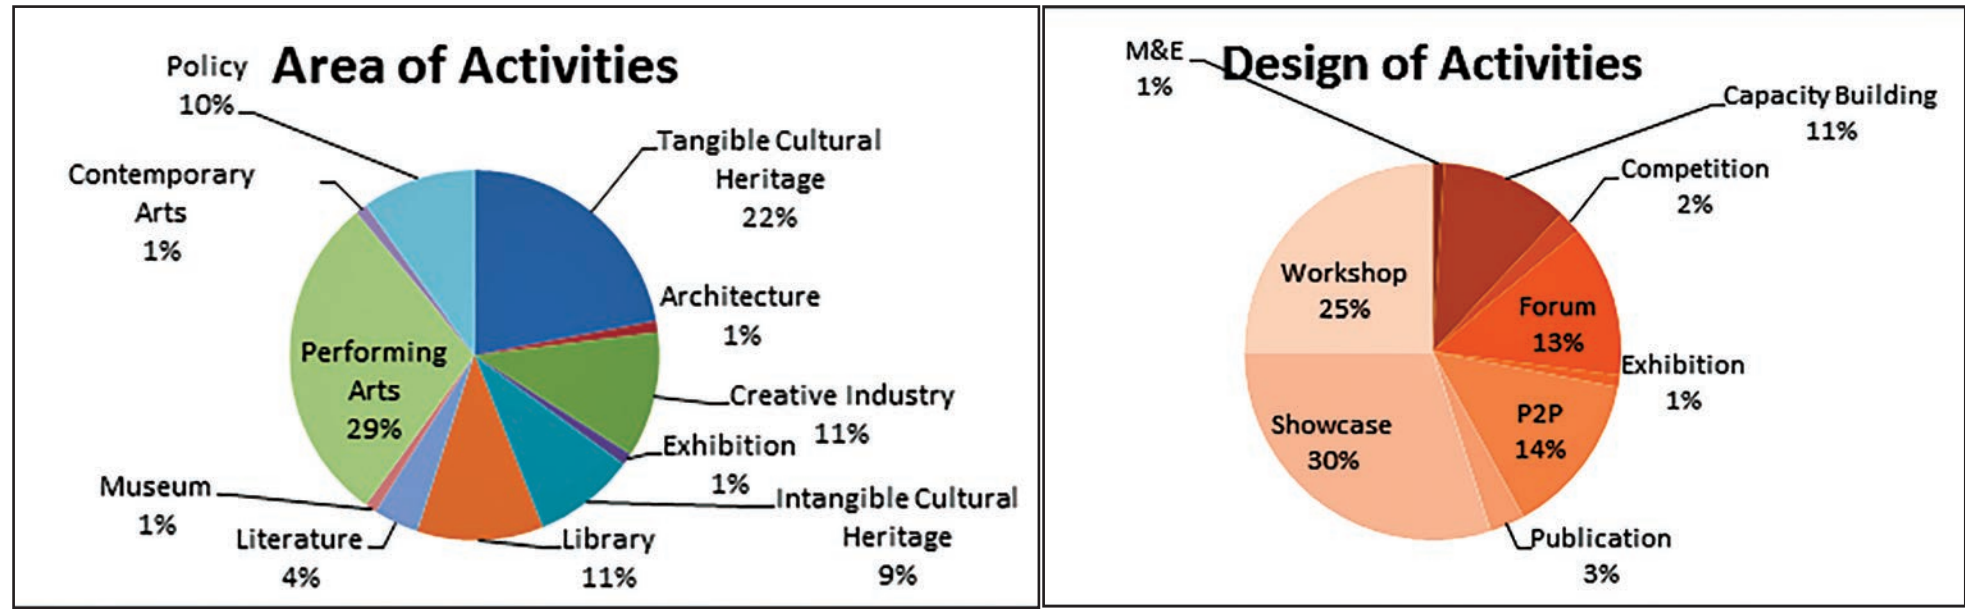 Area of Activities
Policy
10%
Tangible Cultural
Heritage
22%
Contemporary
Arts
1%
Architecture
1%
Performing
Arts
29%
Creative Industry
11%
Exhibition
1%
Museum
1%
Intangible Cultural
Heritage
9%
Literature
4%
Library
11%
Design of Activities
M&E
1%
Capacity Building
11%
Competition
2%
Workshop
25%
Forum
13%
Exhibition
1%
P2P
14%
Showcase
30%
Publication
3%